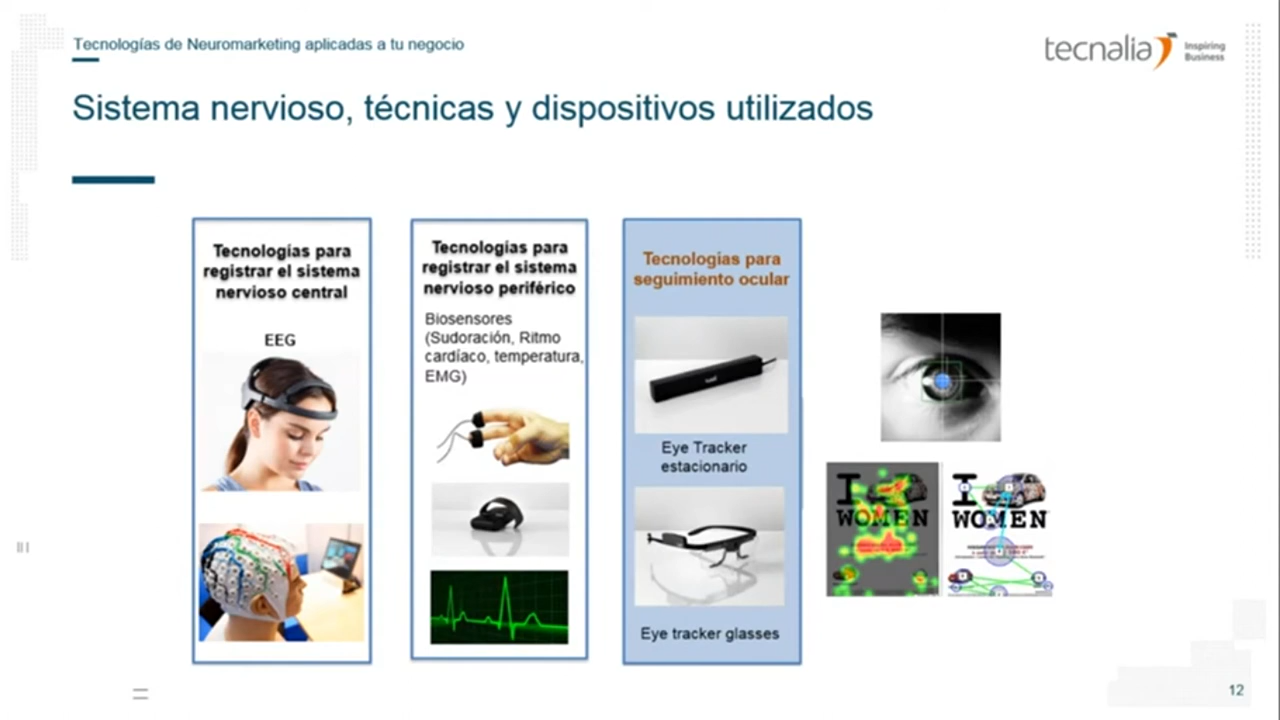 Tecnologías de Neuromarketing aplicadas a tu negocio
tecnalia
Inspiring
Business
Sistema nervioso, técnicas y dispositivos utilizados
Tecnologías para
registrar el sistema
nervioso central
EEG
Tecnologías para
registrar el sistema
nervioso periférico
Biosensores
(Sudoración, Ritmo
cardíaco, temperatura,
EMG)
Tecnologías para
seguimiento ocular
Eye Tracker
estacionario
Eye tracker glasses
I
WOMEN
I
WOMEN
12